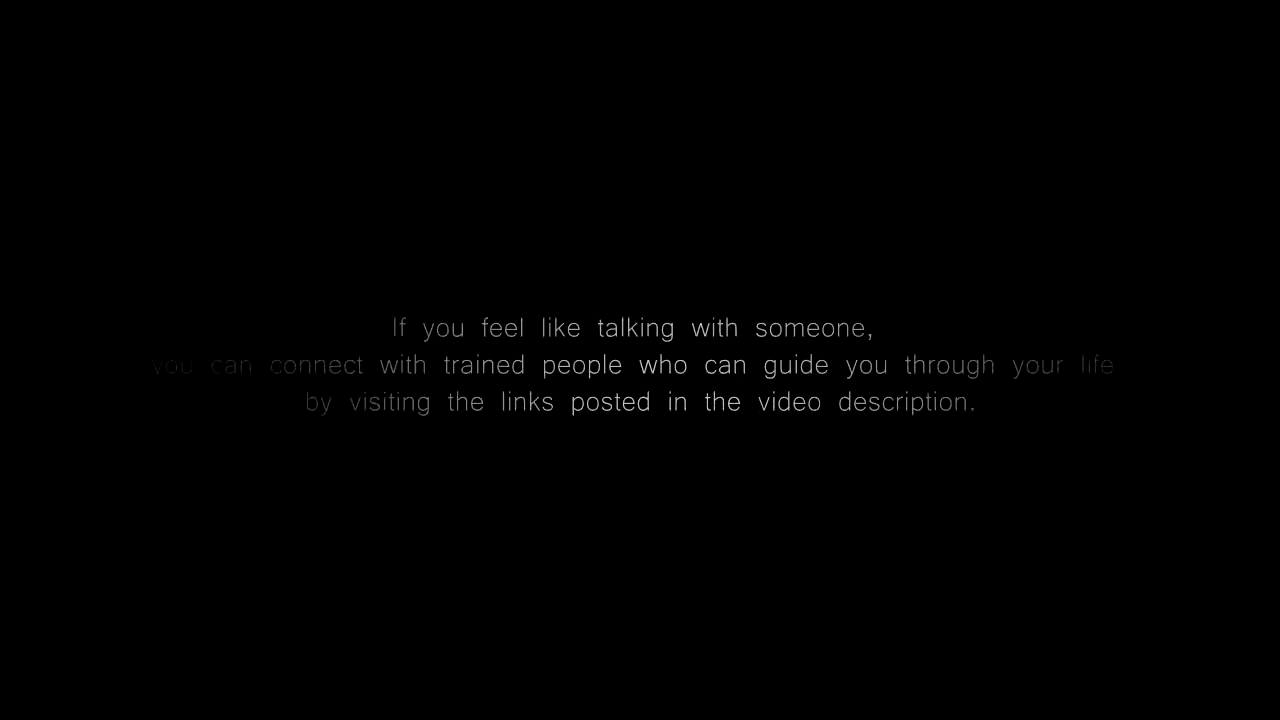 If you feel like talking with someone,
you can connect with trained people who can guide you through your life
by visiting the links posted in the video description.